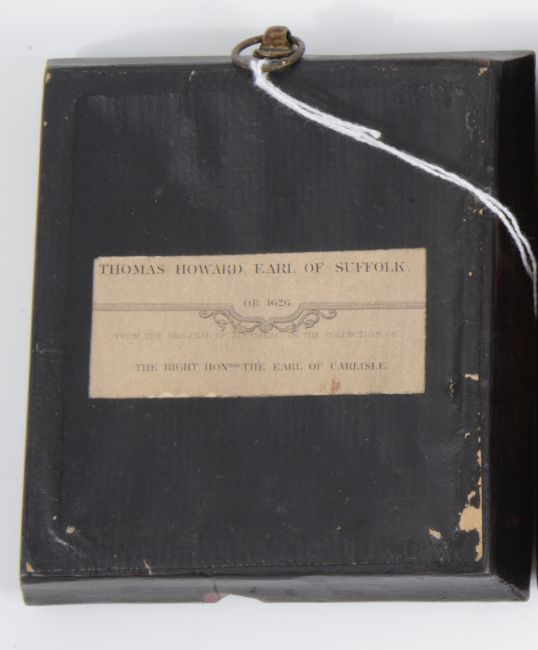 THOMAS HOWARD, EARL OF SUFFOLK.
OB. 1626
FROM THE ORIGINAL OF ZUCCHERO IN THE COLLECTION OF
THE RIGHT HONBLE THE EARL OF CARLISLE.